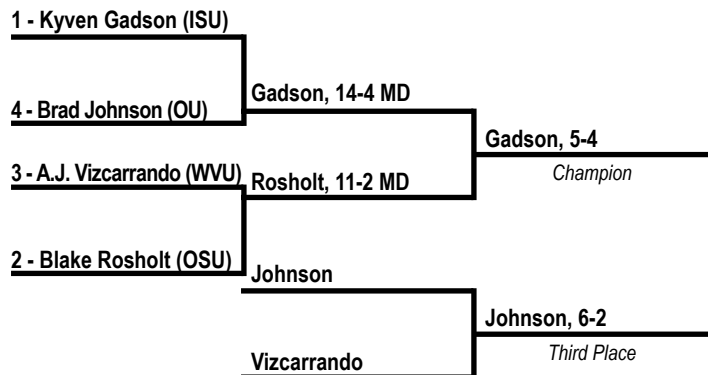 1 - Kyven Gadson (ISU)
Gadson, 14-4 MD
4 - Brad Johnson (OU)
Gadson, 5-4
Champion
3 - A.J. Vizcarrando (WVU)
Rosholt, 11-2 MD
2 - Blake Rosholt (OSU)
Johnson
Johnson, 6-2
Third Place
Vizcarrando